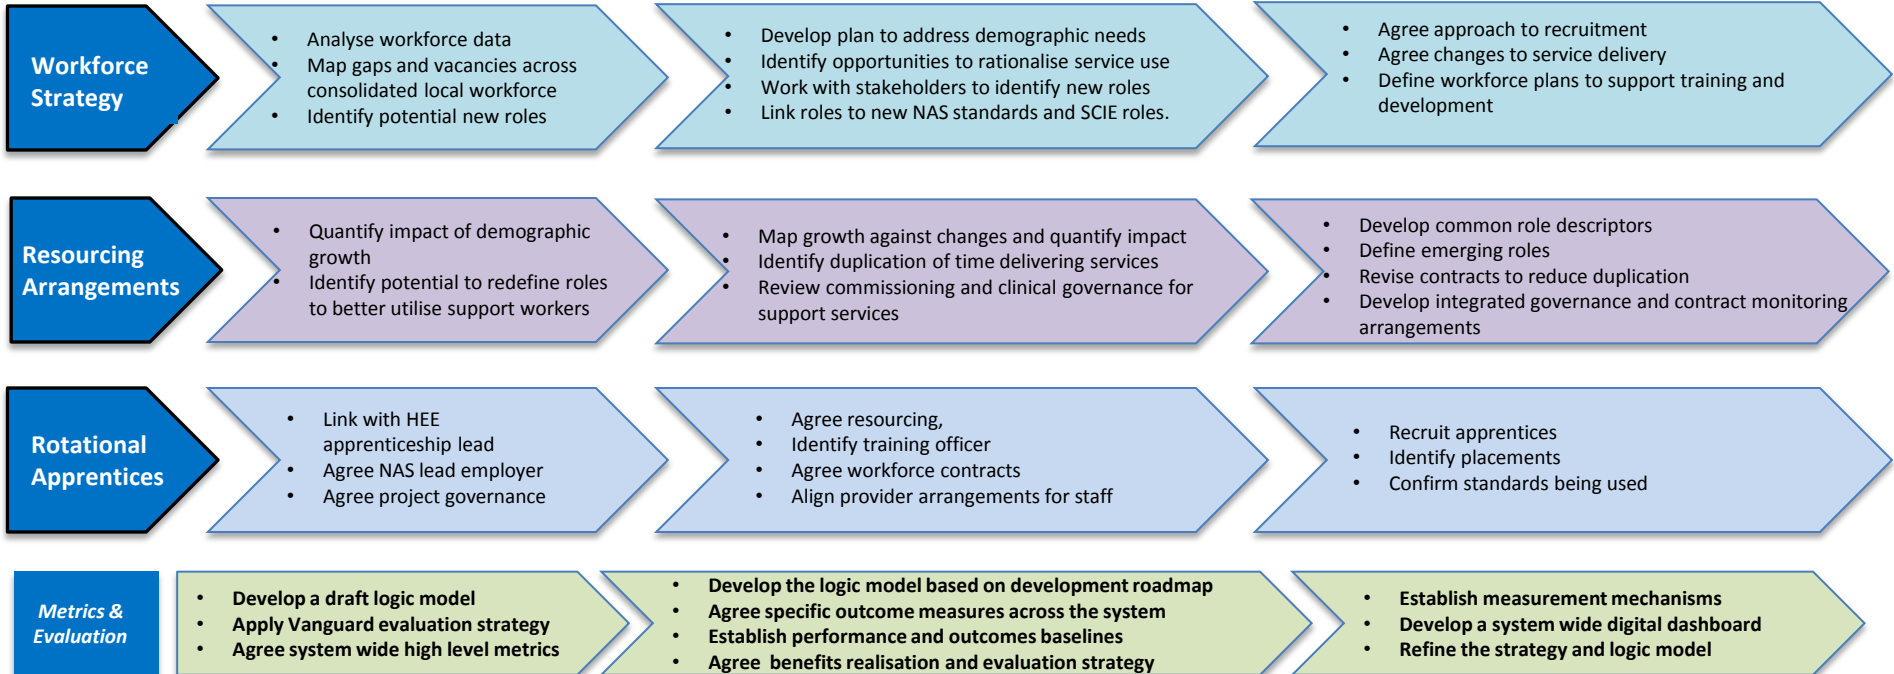 Workforce
Strategy
• Analyse workforce data
• Map gaps and vacancies across
consolidated local workforce
• Identify potential new roles
• Develop plan to address demographic needs
• Identify opportunities to rationalise service use
• Work with stakeholders to identify new roles
• Link roles to new NAS standards and SCIE roles.
• Agree approach to recruitment
• Agree changes to service delivery
• Define workforce plans to support training and
development
Resourcing
Arrangements
• Quantify impact of demographic
growth
• Identify potential to redefine roles
to better utilise support workers
• Map growth against changes and quantify impact
• Identify duplication of time delivering services
• Review commissioning and clinical governance for
support services
• Develop common role descriptors
• Define emerging roles
• Revise contracts to reduce duplication
• Develop integrated governance and contract monitoring
arrangements
Rotational
Apprentices
• Link with HEE
apprenticeship lead
• Agree NAS lead employer
• Agree project governance
• Agree resourcing,
• Identify training officer
• Agree workforce contracts
• Align provider arrangements for staff
• Recruit apprentices
• Identify placements
• Confirm standards being used
Metrics &
Evaluation
• Develop a draft logic model
• Apply Vanguard evaluation strategy
• Agree system wide high level metrics
• Develop the logic model based on development roadmap
• Agree specific outcome measures across the system
• Establish performance and outcomes baselines
• Agree benefits realisation and evaluation strategy
• Establish measurement mechanisms
• Develop a system wide digital dashboard
• Refine the strategy and logic model